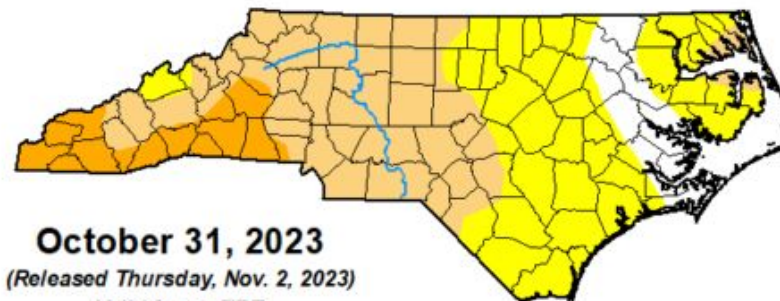 October 31, 2023
(Released Thursday, Nov. 2, 2023)